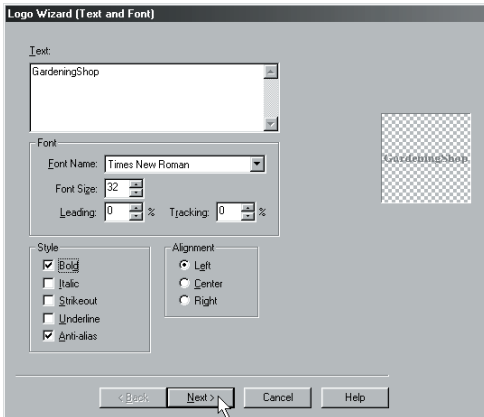 Logo Wizard (Text and Font)
Text:
GardeningShop
GardeningShop
Font
Font Name: Times New Roman
Font Size: 32
Leading: 0 % Tracking: 0 %
Style
Bold
Italic
Strikeout
Underline
Anti-alias
Alignment
Left
Center
Right
< Back Next > Cancel Help